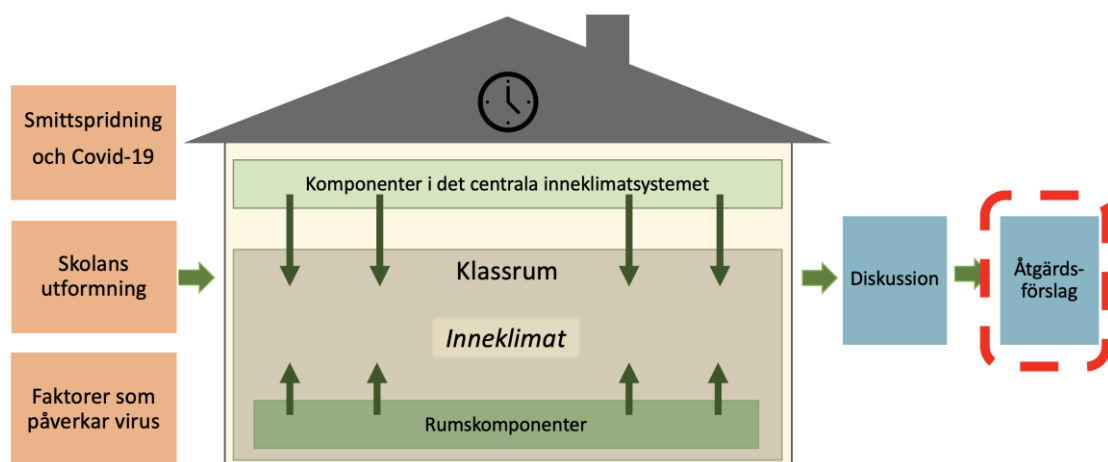 Smittspridning
och Covid-19
Skolans
utformning
Faktorer som
påverkar virus
Komponenter i det centrala inneklimatsystemet
Klassrum
Inneklimat
Rumskomponenter
Diskussion
Åtgärds-
förslag